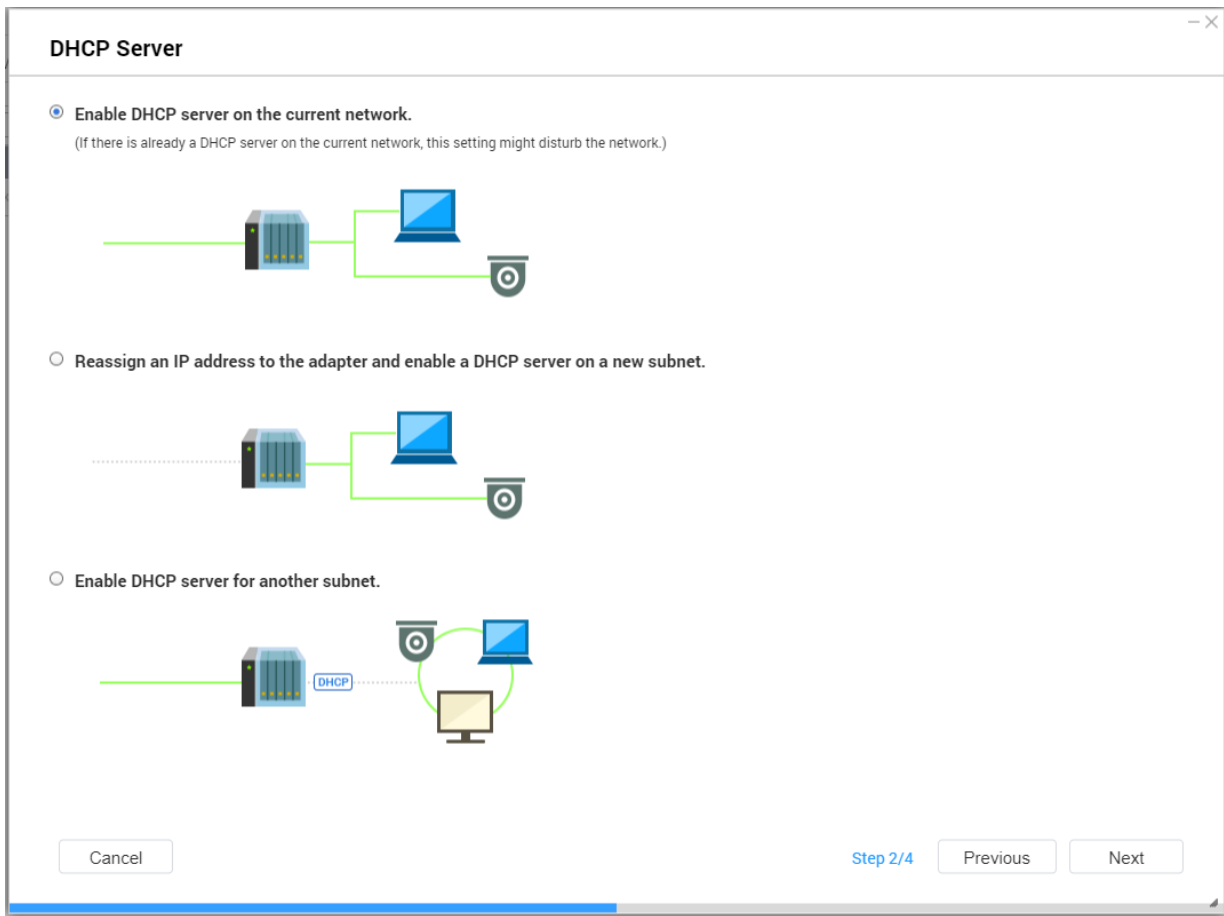 DHCP Server
Enable DHCP server on the current network.
(If there is already a DHCP server on the current network, this setting might disturb the network.)
Reassign an IP address to the adapter and enable a DHCP server on a new subnet.
Enable DHCP server for another subnet.
DHCP
Cancel
Step 2/4
Previous
Next